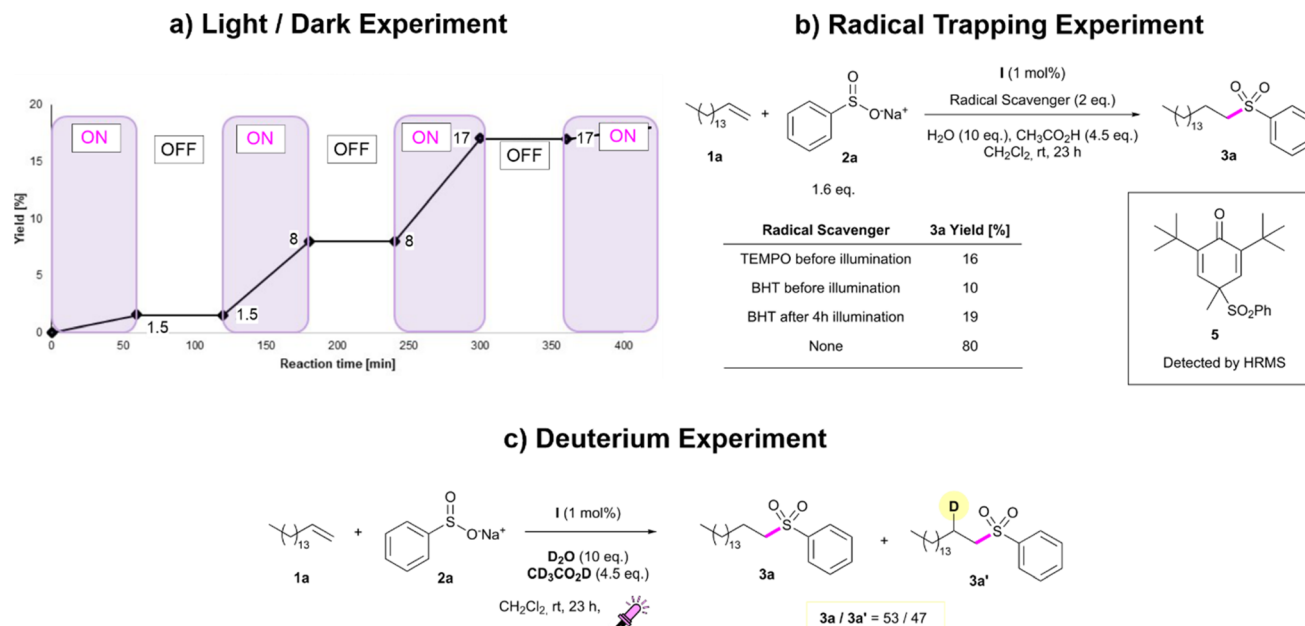 a) Light / Dark Experiment
20
15
10
5
0
Yield [%]
ON
OFF
ON
OFF
ON
OFF
ON
1.5
1.5
8
8
17
17
0
50
100
150
200
250
300
350
400
Reaction time [min]
b) Radical Trapping Experiment
13
1a
+
O
S
O⁻Na⁺
2a
1.6 eq.
I (1 mol%)
Radical Scavenger (2 eq.)
H₂O (10 eq.), CH₃CO₂H (4.5 eq.)
CH₂Cl₂, rt, 23 h
13
O O
S
3a
Radical Scavenger 3a Yield [%]
TEMPO before illumination 16
BHT before illumination 10
BHT after 4h illumination 19
None 80
O
SO₂Ph
5
Detected by HRMS
c) Deuterium Experiment
13
1a
+
O
S
O⁻Na⁺
2a
I (1 mol%)
D₂O (10 eq.)
CD₃CO₂D (4.5 eq.)
CH₂Cl₂, rt, 23 h,
13
O O
S
3a
+
D
13
O O
S
3a'
3a / 3a' = 53 / 47